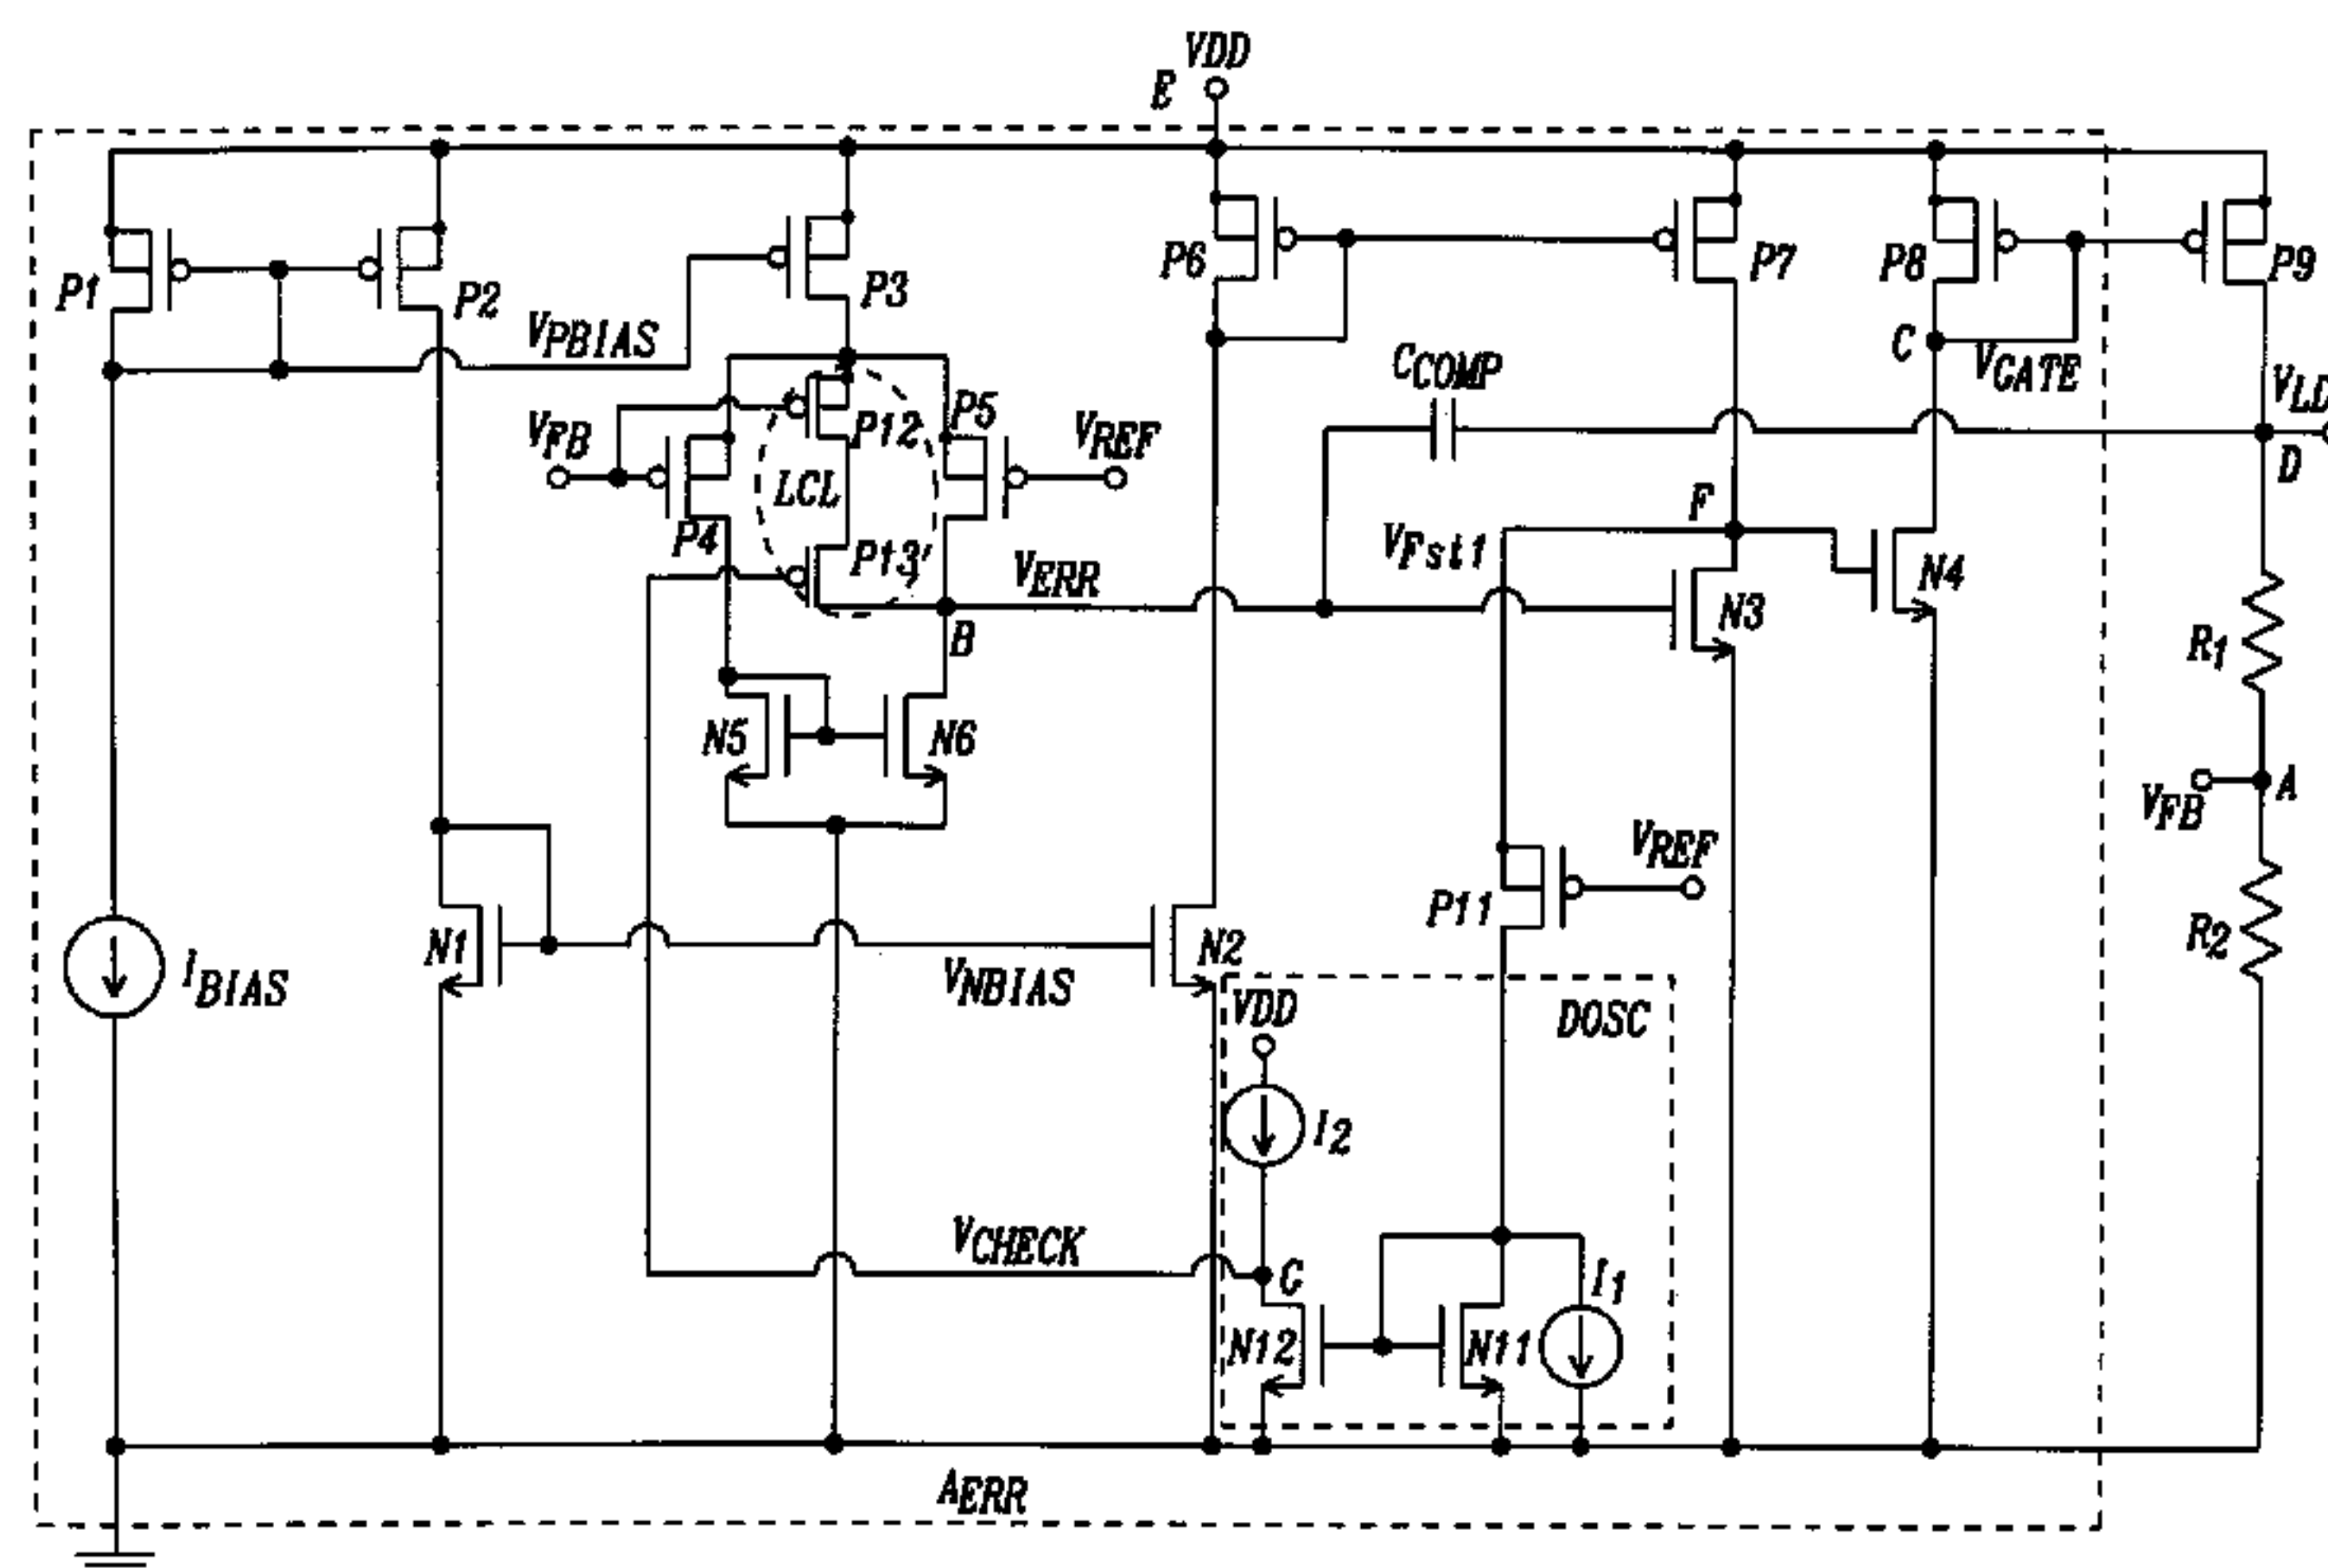 VDD
E
P1
P2
VPBIAS
P3
P6
P7
P8
P9
C
VGATE
CCOMP
VLD
D
VFB
P12
P5
VREF
LCL
P4
P13'
VERR
B
F
VFst1
N3
N4
R1
N5
N6
A
VFB
VREF
P11
R2
IBIAS
N1
VNBIAS
N2
VDD
DOSC
I2
VCHECK
G
I1
N12
N11
AERR